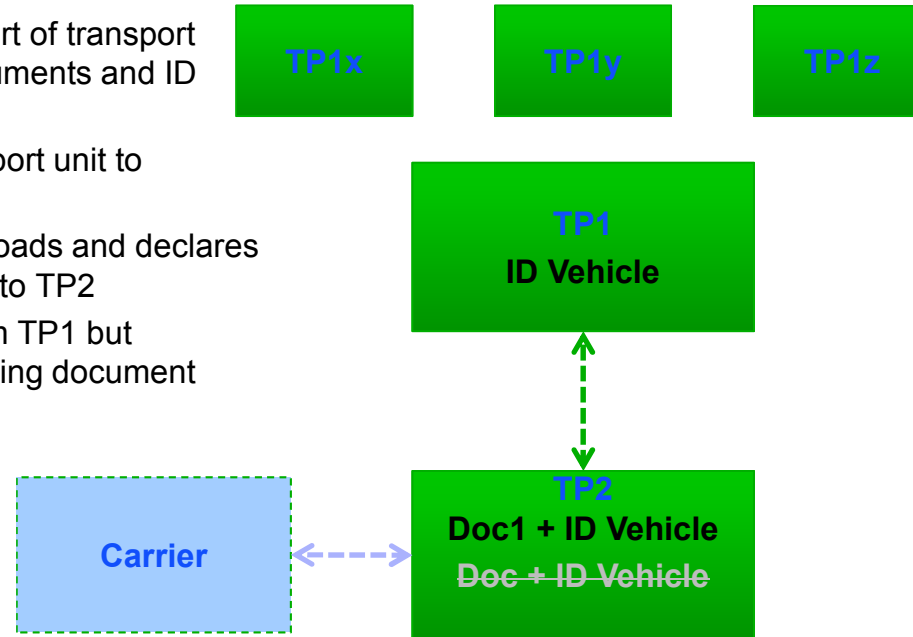 rt of transport
uments and ID
port unit to
oads and declares
to TP2
n TP1 but
ing document
TP1x
TP1y
TP1z
TP1
ID Vehicle
TP2
Doc1 + ID Vehicle
Doc + ID Vehicle
Carrier